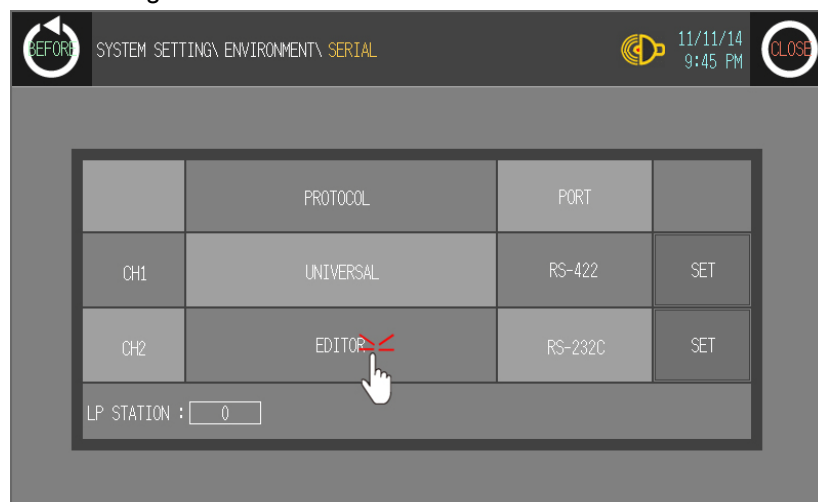 BEFORE
SYSTEM SETTING\ ENVIRONMENT\ SERIAL
11/11/14
9:45 PM
CLOSE
PROTOCOL PORT
CH1 UNIVERSAL RS-422 SET
CH2 EDITOR RS-232C SET
LP STATION : 0